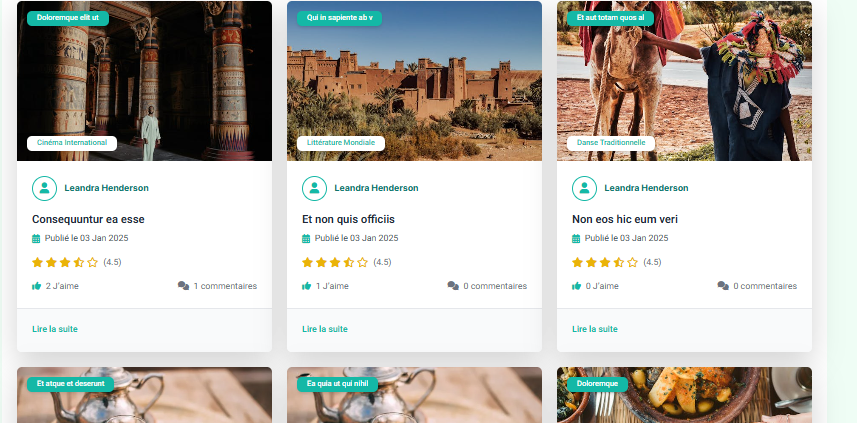 Doloremque elit ut
Qui in sapiente ab v
Et aut totam quos al
Cinéma International
Littérature Mondiale
Danse Traditionnelle
Leandra Henderson
Leandra Henderson
Leandra Henderson
Consequuntur ea esse
Et non quis officiis
Non eos hic eum veri
Publié le 03 Jan 2025
Publié le 03 Jan 2025
Publié le 03 Jan 2025
(4.5)
(4.5)
(4.5)
2 J'aime
1 commentaires
1 J'aime
0 commentaires
0 J'aime
0 commentaires
Lire la suite
Lire la suite
Lire la suite
Et atque et deserunt
Ea quia ut qui nihil
Doloremque